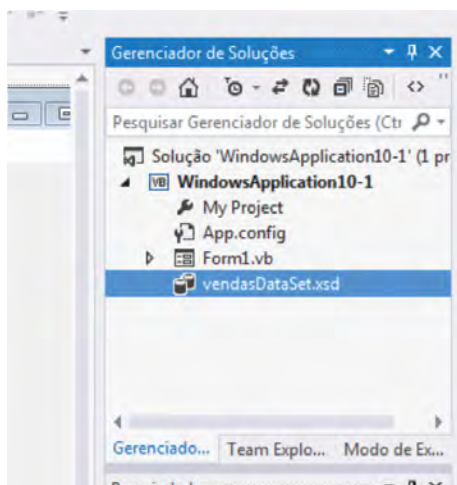 Gerenciador de Soluções
Pesquisar Gerenciador de Soluções (Ctr
Solução 'WindowsApplication10-1' (1 pr
VB WindowsApplication10-1
My Project
App.config
Form1.vb
vendasDataSet.xsd
Gerenciado... Team Explo... Modo de Ex...